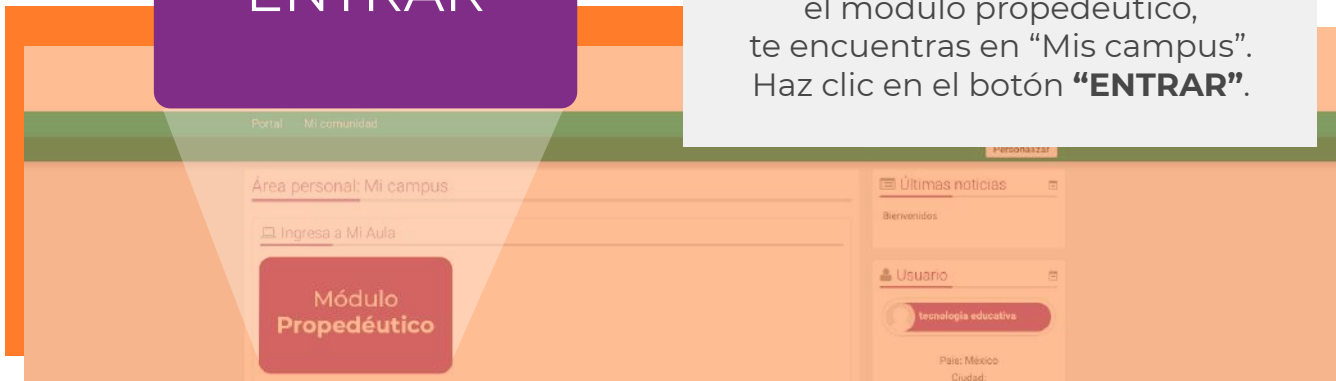 ENTRAR
el módulo propedéutico,
te encuentras en “Mis campus”.
Haz clic en el botón “ENTRAR”.
Portal Mi comunidad
Personalizar
Área personal: Mi campus
Últimas noticias
Bienvenidos
Ingresa a Mi Aula
Usuario
Módulo
Propedéutico
tecnología educativa
País: México
Ciudad: